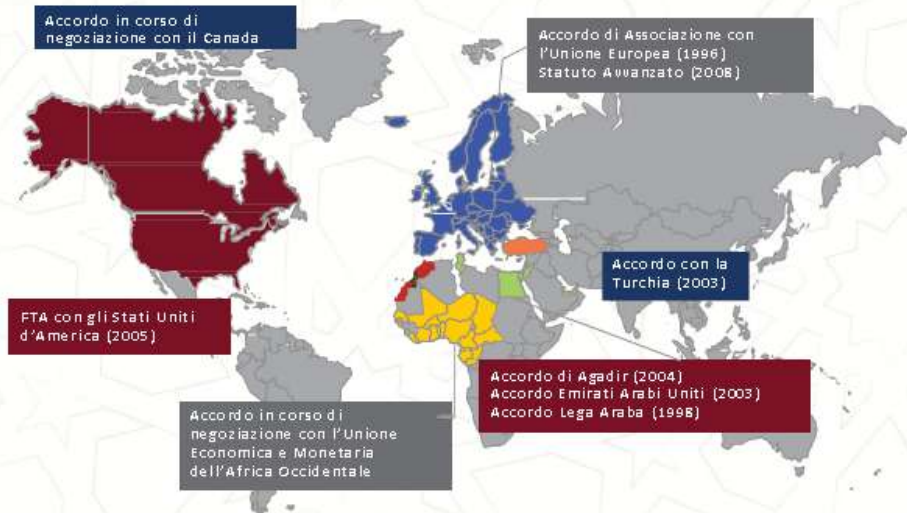 Accordo in corso di
negoziazione con il Canada
Accordo di Associazione con
l'Unione Europea (1996)
Statuto Avvanzato (2008)
Accordo con la
Turchia (2003)
FTA con gli Stati Uniti
d'America (2005)
Accordo di Agadir (2004)
Accordo Emirati Arabi Uniti (2003)
Accordo Lega Araba (1998)
Accordo in corso di
negoziazione con l'Unione
Economica e Monetaria
dell'Africa Occidentale